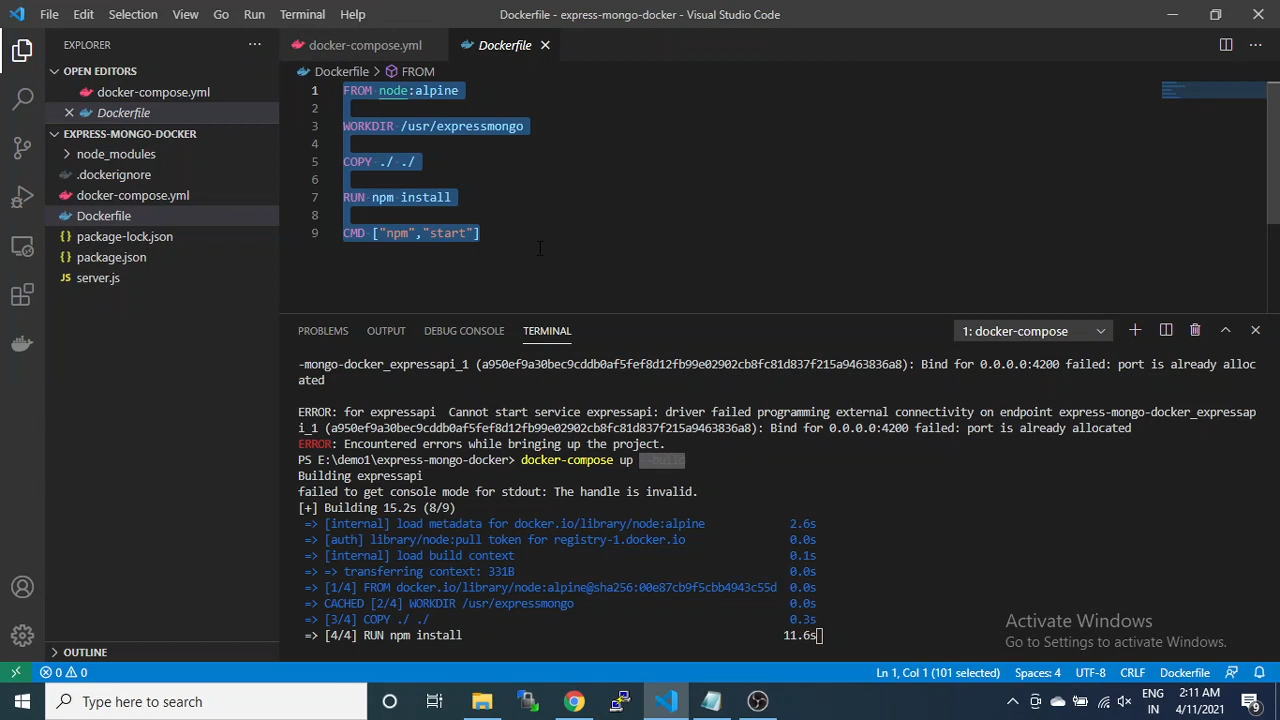 File Edit Selection View Go Run Terminal Help
Dockerfile - express-mongo-docker - Visual Studio Code
EXPLORER
OPEN EDITORS
docker-compose.yml
Dockerfile
EXPRESS-MONGO-DOCKER
node_modules
.dockerignore
docker-compose.yml
Dockerfile
package-lock.json
package.json
JS server.js
OUTLINE
docker-compose.yml Dockerfile
Dockerfile > FROM
1 FROM node:alpine
2
3 WORKDIR /usr/expressmongo
4
5 COPY ./ ./
6
7 RUN npm install
8
9 CMD ["npm","start"]
PROBLEMS OUTPUT DEBUG CONSOLE TERMINAL 1: docker-compose
-mongo-docker_expressapi_1 (a950ef9a30bec9cddb0af5fef8d12fb99e02902cb8fc81d837f215a9463836a8): Bind for 0.0.0.0:4200 failed: port is already alloc
ated
ERROR: for expressapi Cannot start service expressapi: driver failed programming external connectivity on endpoint express-mongo-docker_expressap
i_1 (a950ef9a30bec9cddb0af5fef8d12fb99e02902cb8fc81d837f215a9463836a8): Bind for 0.0.0.0:4200 failed: port is already allocated
ERROR: Encountered errors while bringing up the project.
PS E:\demo1\express-mongo-docker> docker-compose up --build
Building expressapi
failed to get console mode for stdout: The handle is invalid.
[+] Building 15.2s (8/9)
=> [internal] load metadata for docker.io/library/node:alpine 2.6s
=> [auth] library/node:pull token for registry-1.docker.io 0.0s
=> [internal] load build context 0.1s
=> => transferring context: 331B 0.0s
=> [1/4] FROM docker.io/library/node:alpine@sha256:00e87cb9f5cbb4943c55d 0.0s
=> CACHED [2/4] WORKDIR /usr/expressmongo 0.0s
=> [3/4] COPY ./ ./ 0.3s
=> [4/4] RUN npm install 11.6s
Activate Windows
Go to Settings to activate Windows.
0 0 Ln 1, Col 1 (101 selected) Spaces: 4 UTF-8 CRLF Dockerfile
Type here to search
ENG
IN
2:11 AM
4/11/2021
9